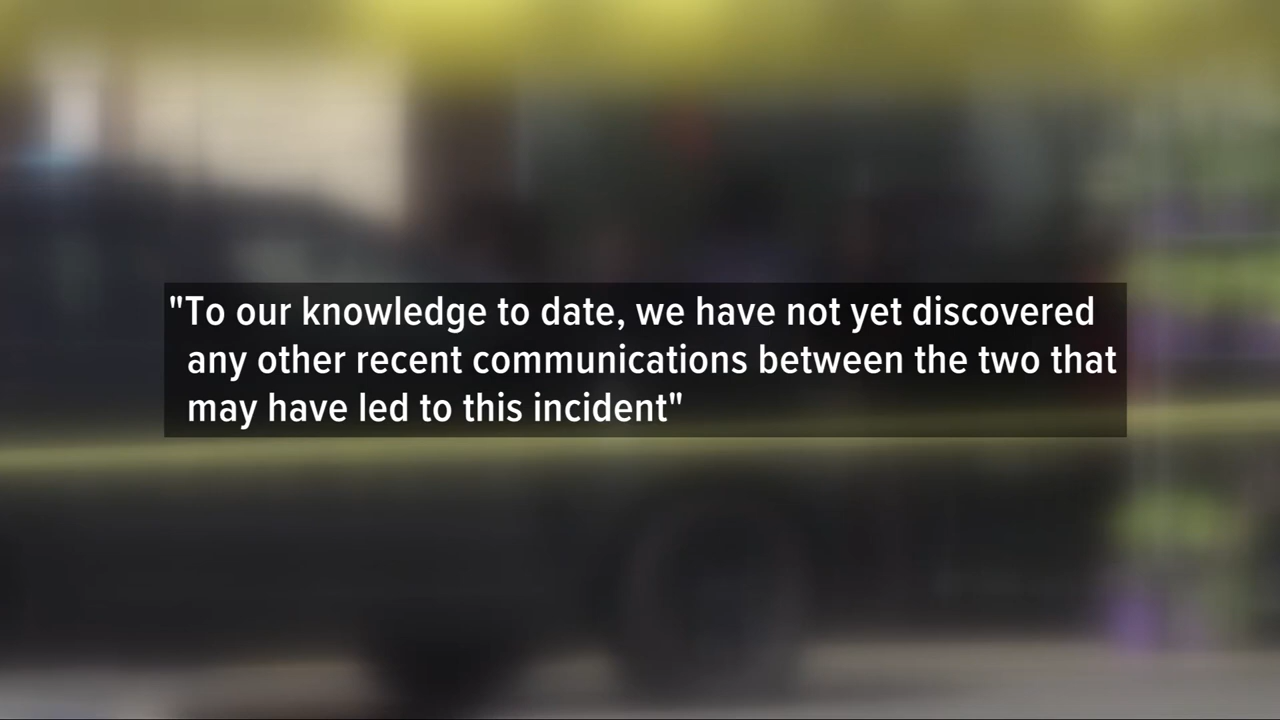 "To our knowledge to date, we have not yet discovered
any other recent communications between the two that
may have led to this incident"